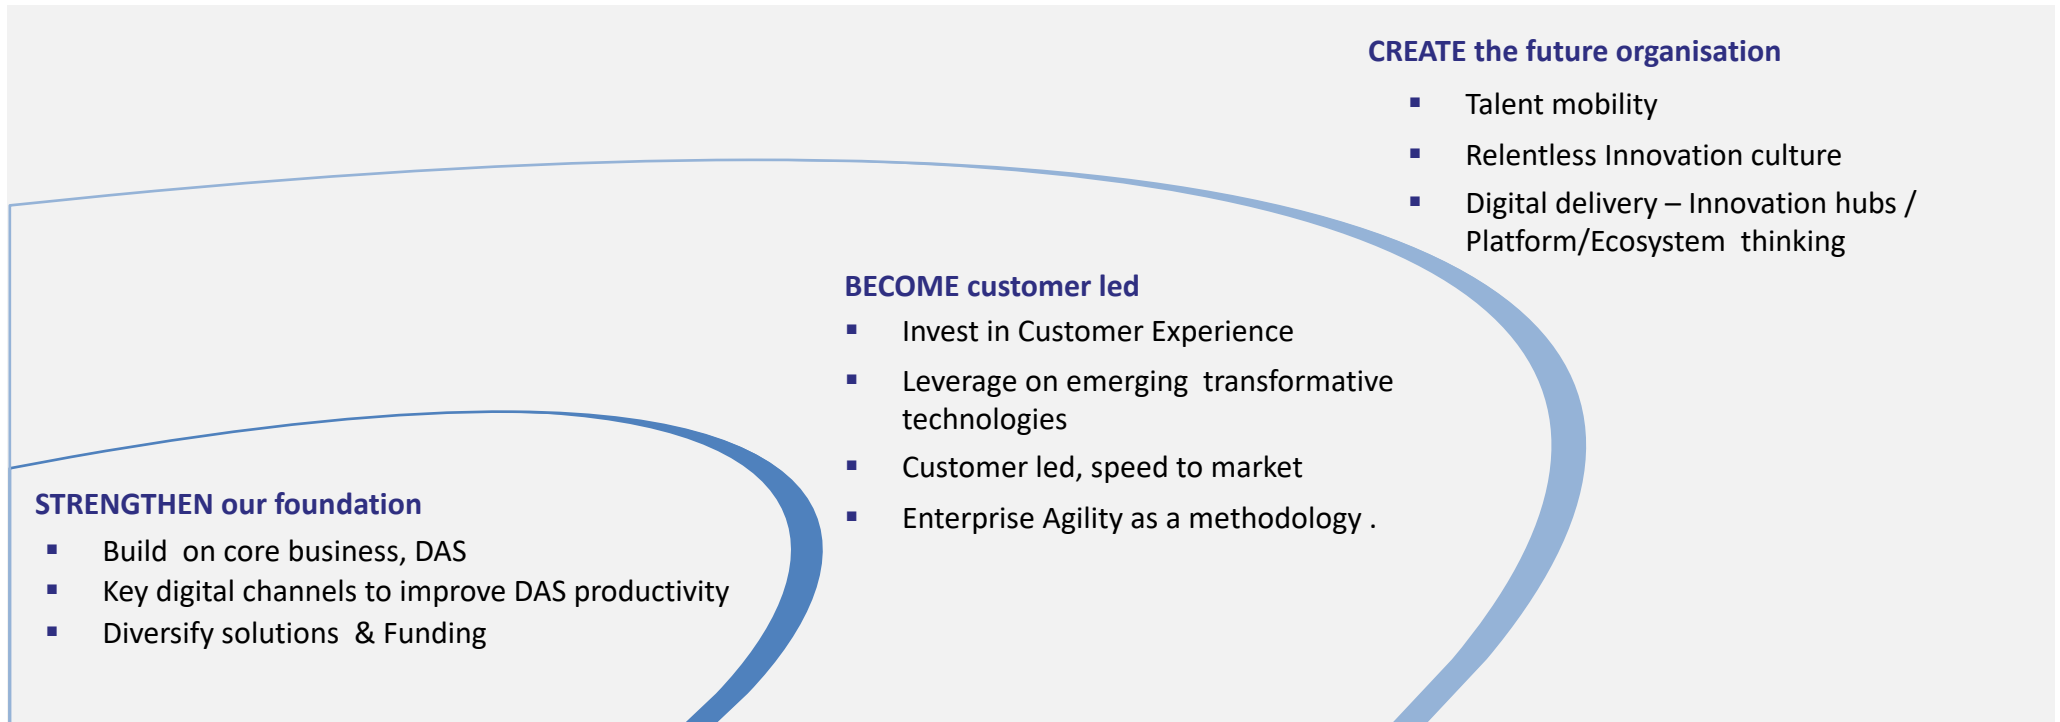 CREATE the future organisation
▪ Talent mobility
▪ Relentless Innovation culture
▪ Digital delivery – Innovation hubs /
Platform/Ecosystem  thinking
BECOME customer led
▪ Invest in Customer Experience
▪ Leverage on emerging  transformative
technologies
▪ Customer led, speed to market
▪ Enterprise Agility as a methodology .
STRENGTHEN our foundation
▪ Build  on core business, DAS
▪ Key digital channels to improve DAS productivity
▪ Diversify solutions  & Funding